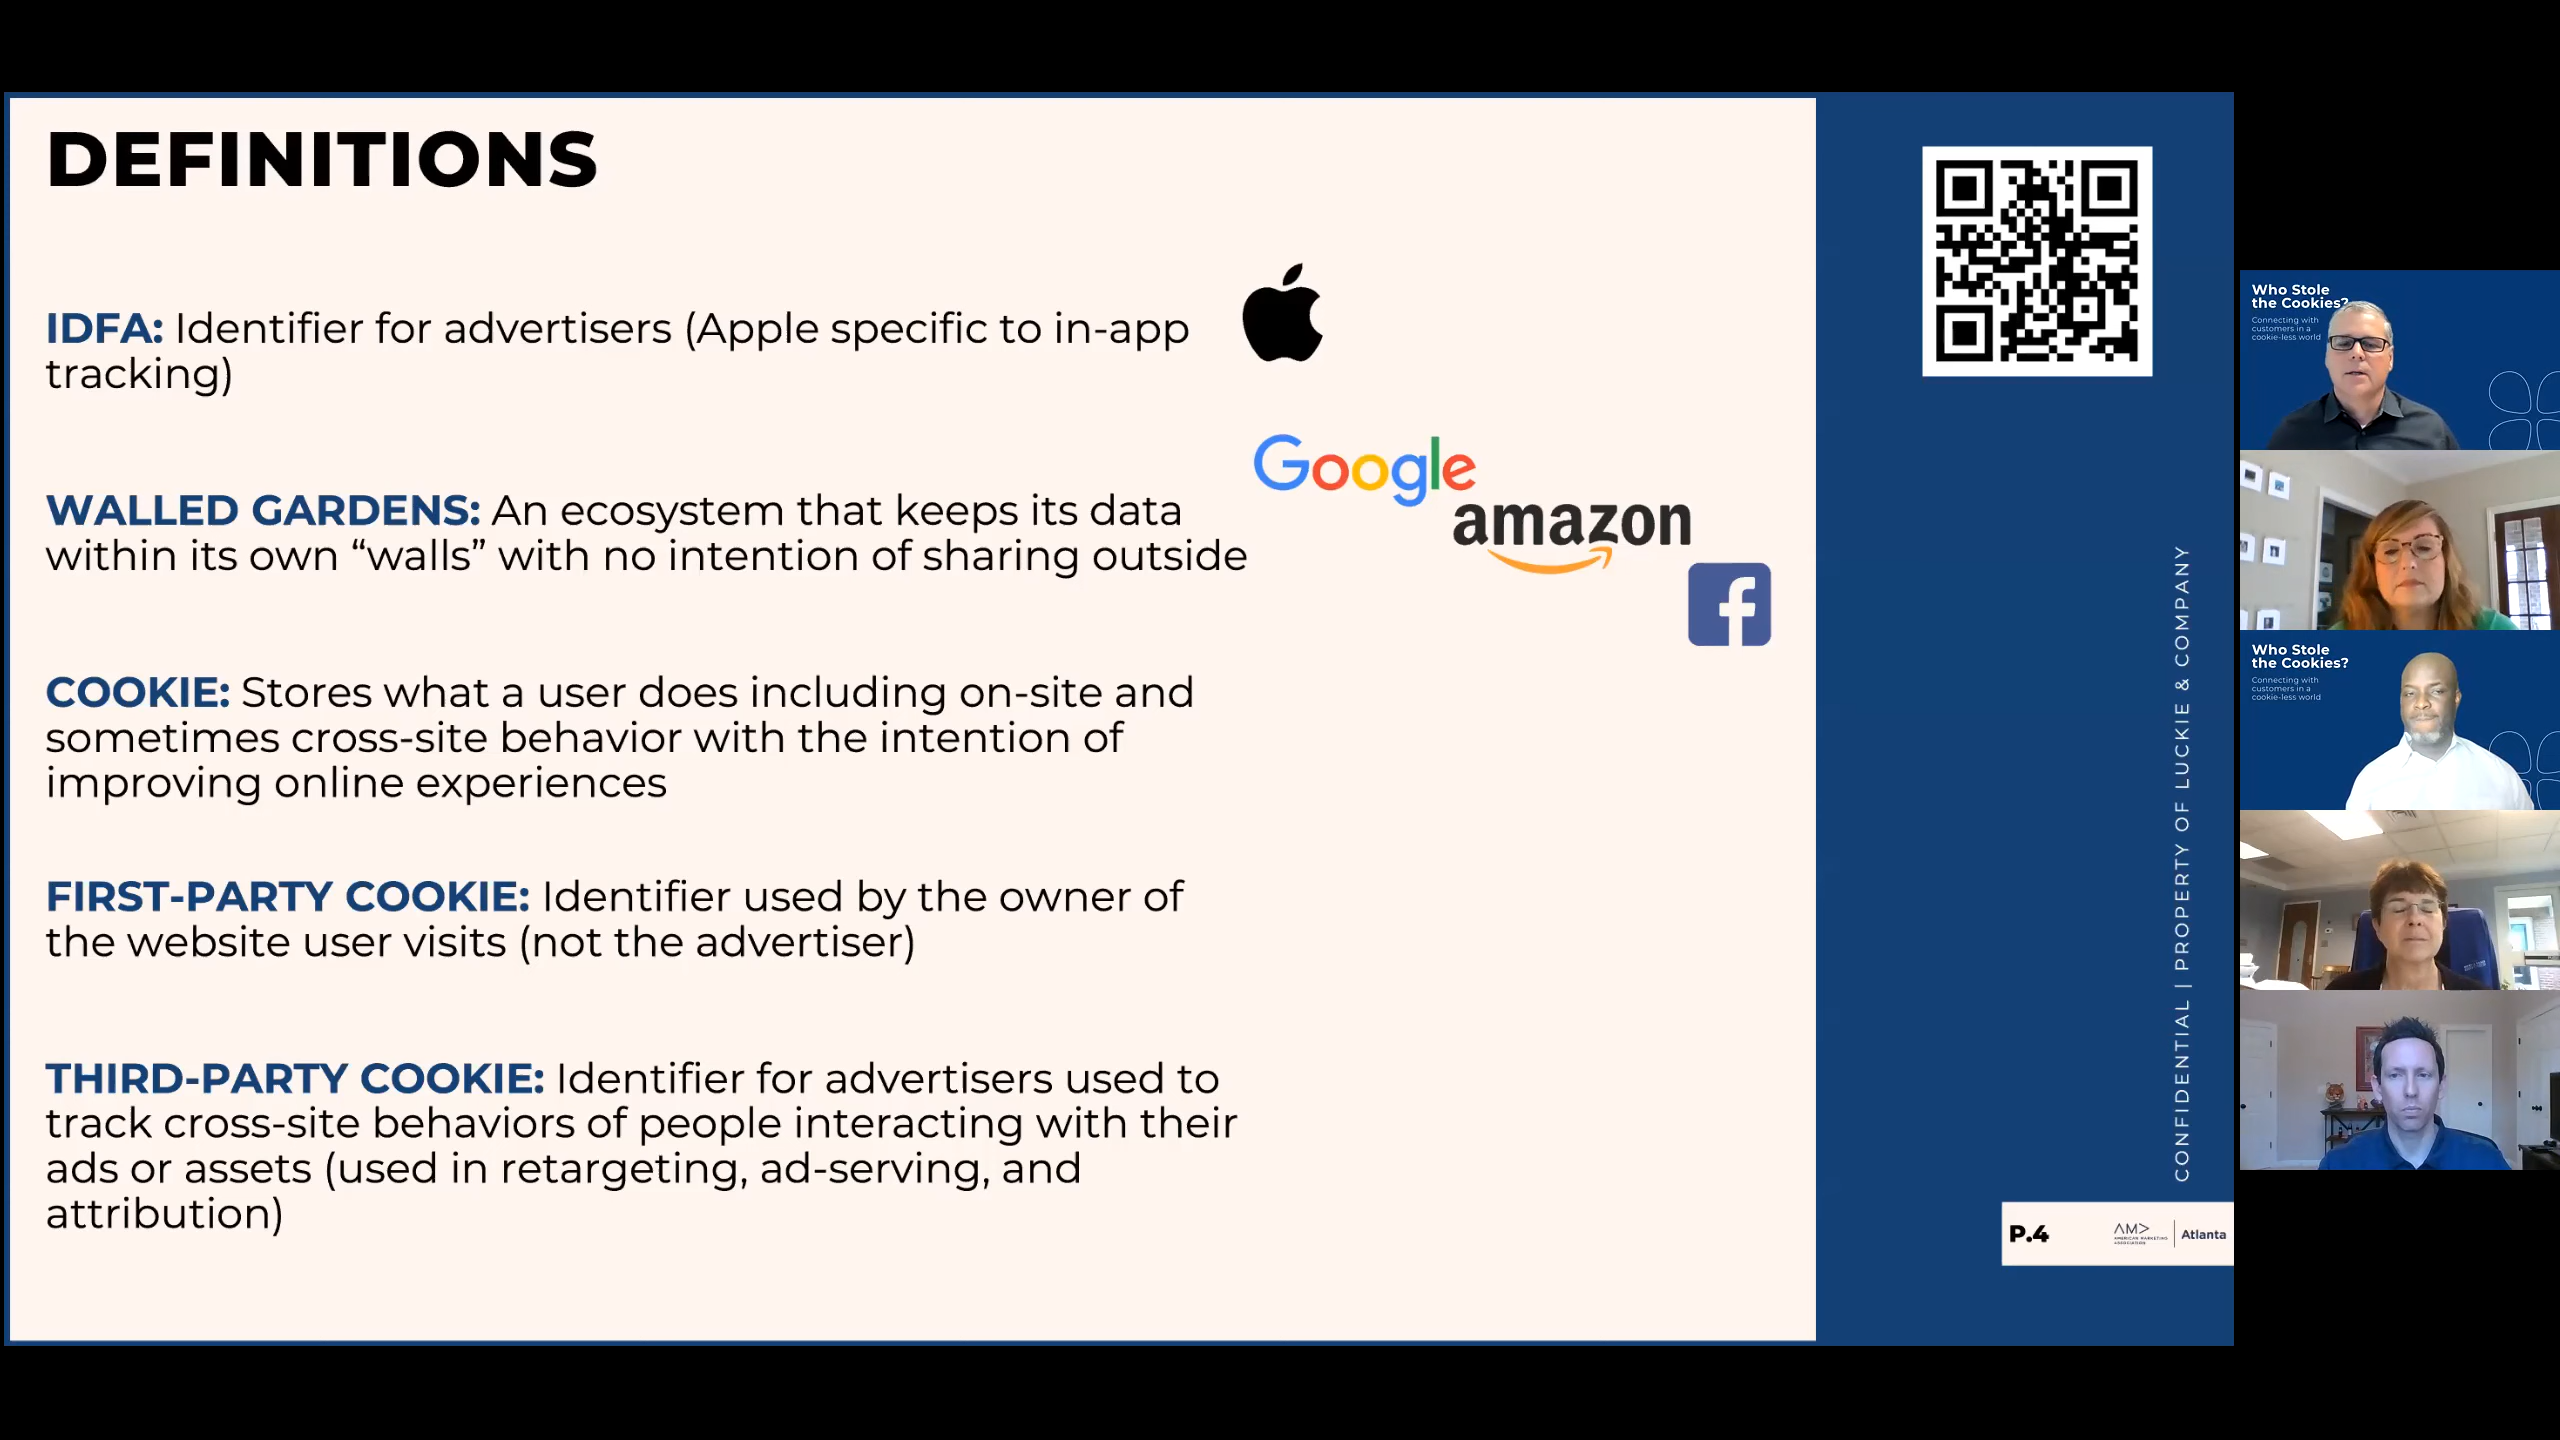 DEFINITIONS
IDFA: Identifier for advertisers (Apple specific to in-app
tracking)
Google
amazon
WALLED GARDENS: An ecosystem that keeps its data
within its own “walls” with no intention of sharing outside
f
COOKIE: Stores what a user does including on-site and
sometimes cross-site behavior with the intention of
improving online experiences
FIRST-PARTY COOKIE: Identifier used by the owner of
the website user visits (not the advertiser)
THIRD-PARTY COOKIE: Identifier for advertisers used to
track cross-site behaviors of people interacting with their
ads or assets (used in retargeting, ad-serving, and
attribution)
CONFIDENTIAL | PROPERTY OF LUCKIE & COMPANY
P.4
AMA
AMERICAN MARKETING
ASSOCIATION
Atlanta
Who Stole
the Cookies?
Connecting with
customers in a
cookie-less world
Who Stole
the Cookies?
Connecting with
customers in a
cookie-less world